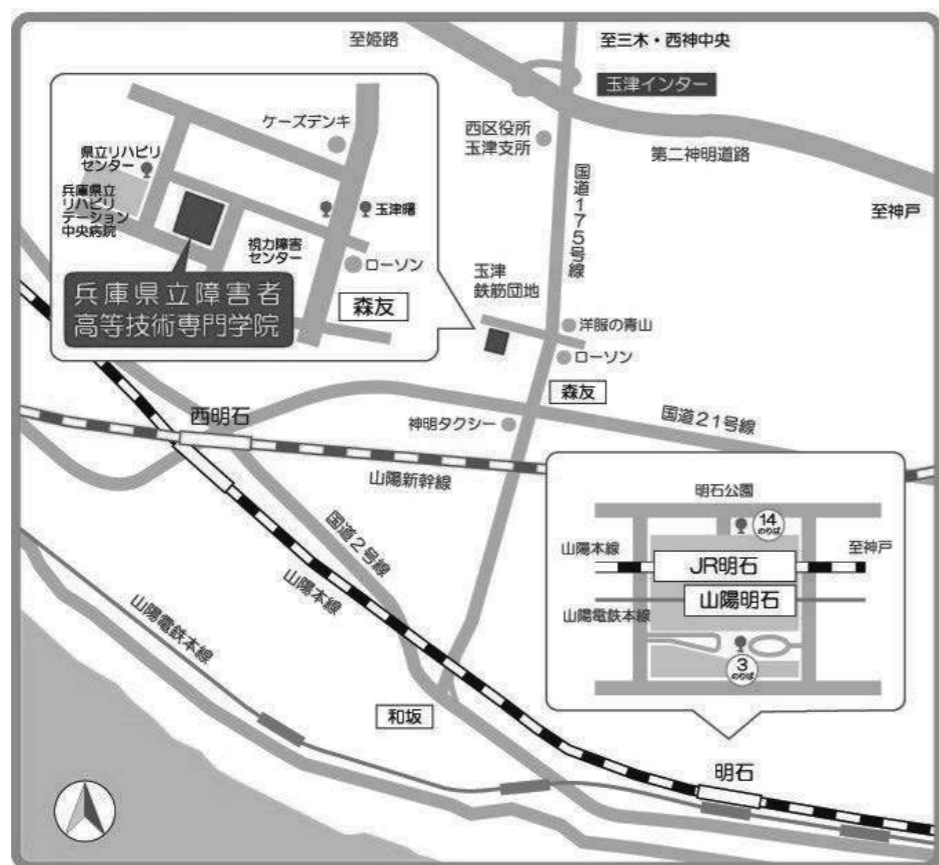 至姫路
至三木・西神中央
玉津インター
西区役所
玉津支所
国道175号線
第二神明道路
至神戸
ケーズデンキ
県立リハビリ
センター
兵庫県立
リハビリ
テーション
中央病院
玉津曙
視力障害
センター
ローソン
森友
兵庫県立障害者
高等技術専門学院
玉津
鉄筋団地
洋服の青山
ローソン
森友
神明タクシー
国道21号線
西明石
山陽新幹線
国道2号線
山陽本線
山陽電鉄本線
和坂
明石公園
14
のりば
山陽本線
至神戸
JR明石
山陽明石
山陽電鉄本線
3
のりば
明石